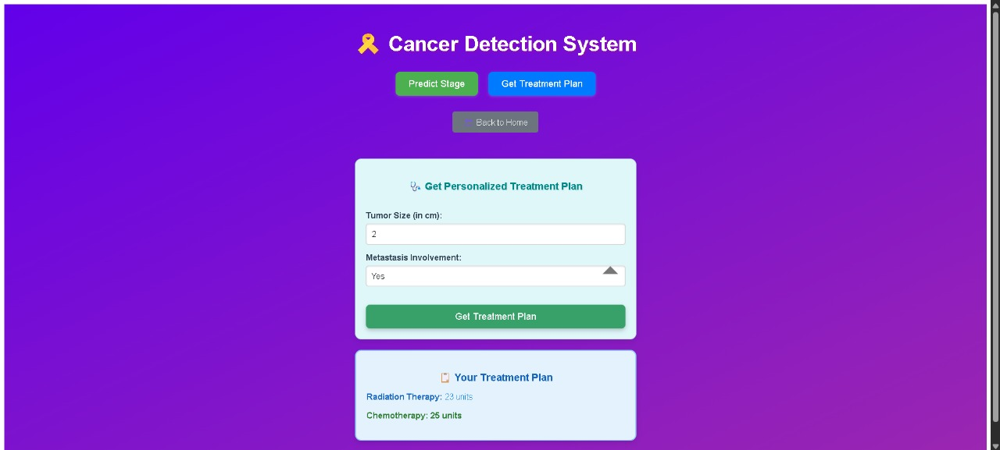 Cancer Detection System
Predict Stage Get Treatment Plan
Back to Home
Get Personalized Treatment Plan
Tumor Size (in cm):
2
Metastasis Involvement:
Yes
Get Treatment Plan
Your Treatment Plan
Radiation Therapy: 23 units
Chemotherapy: 25 units